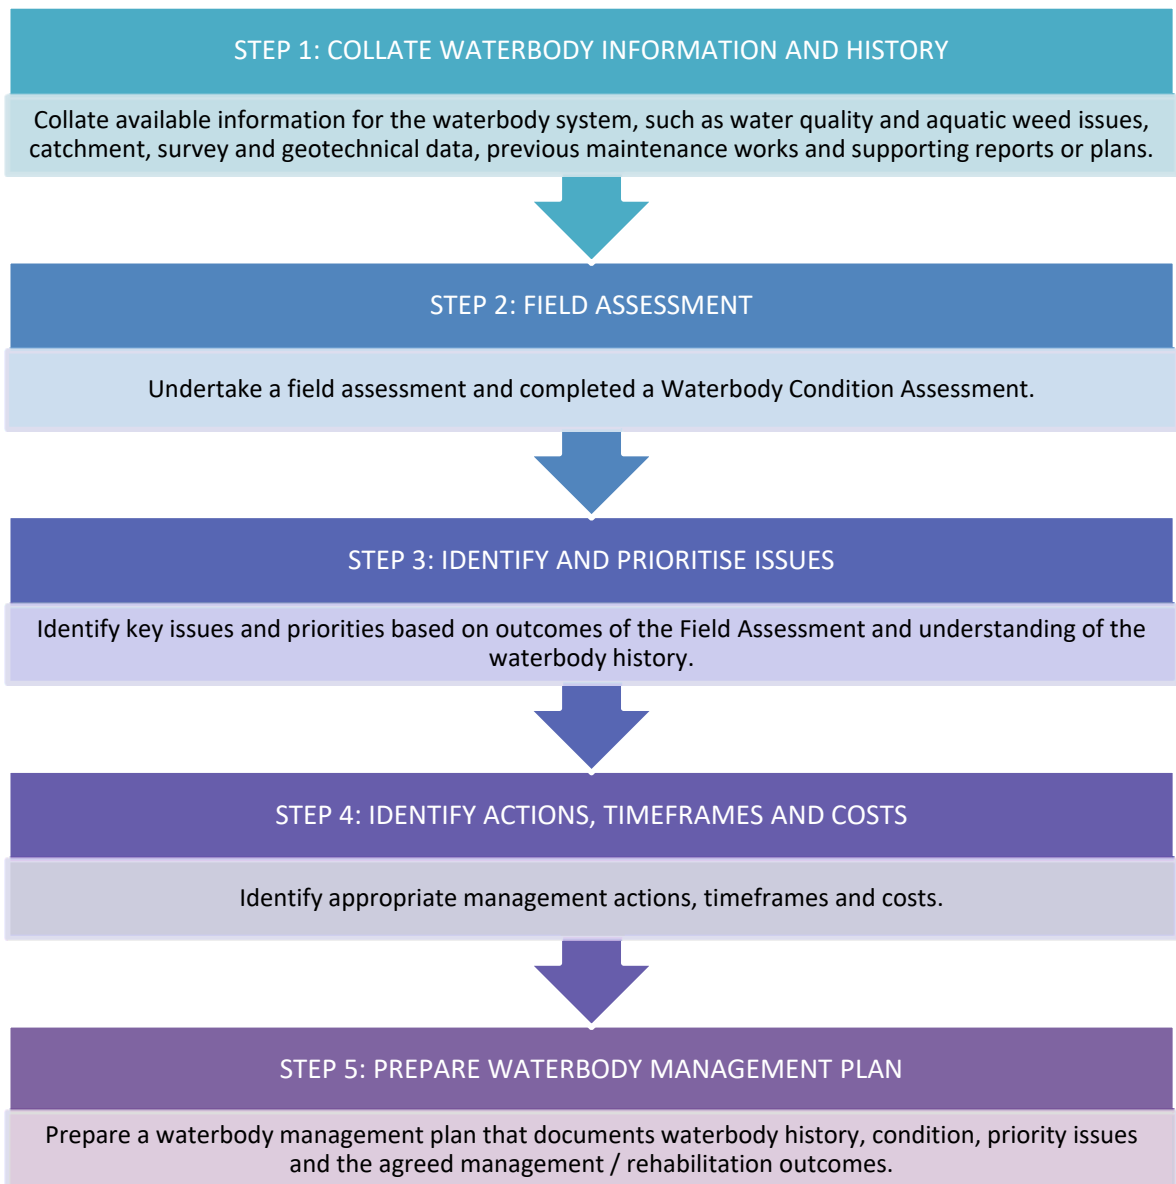 STEP 1: COLLATE WATERBODY INFORMATION AND HISTORY
Collate available information for the waterbody system, such as water quality and aquatic weed issues,
catchment, survey and geotechnical data, previous maintenance works and supporting reports or plans.
STEP 2: FIELD ASSESSMENT
Undertake a field assessment and completed a Waterbody Condition Assessment.
STEP 3: IDENTIFY AND PRIORITISE ISSUES
Identify key issues and priorities based on outcomes of the Field Assessment and understanding of the
waterbody history.
STEP 4: IDENTIFY ACTIONS, TIMEFRAMES AND COSTS
Identify appropriate management actions, timeframes and costs.
STEP 5: PREPARE WATERBODY MANAGEMENT PLAN
Prepare a waterbody management plan that documents waterbody history, condition, priority issues
and the agreed management / rehabilitation outcomes.